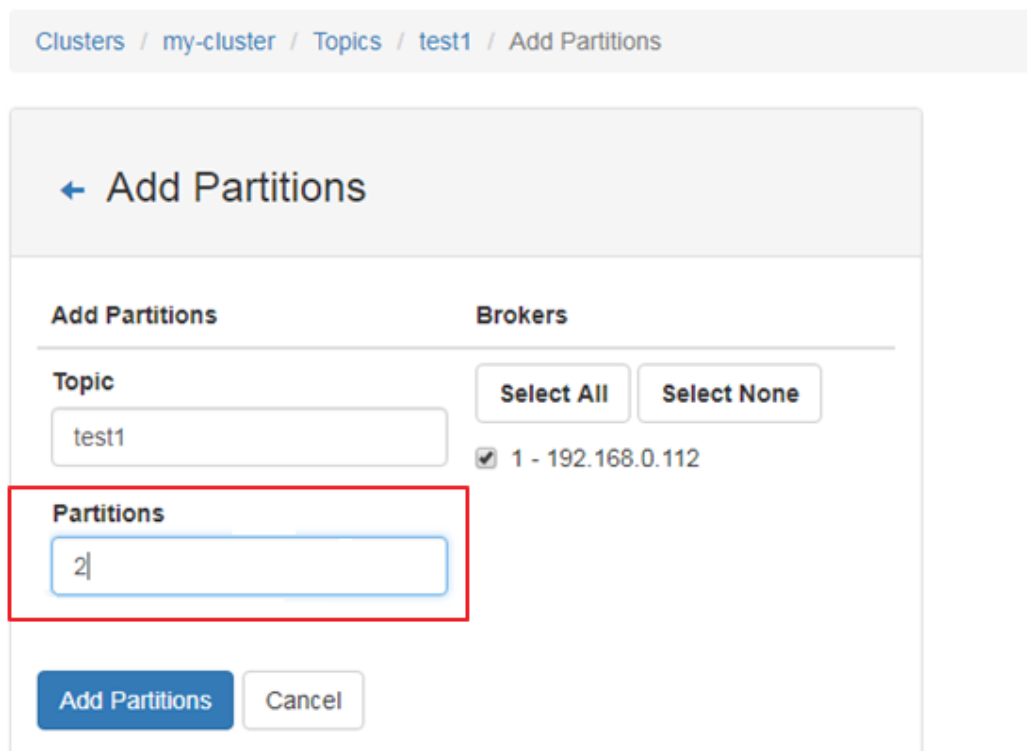 Clusters / my-cluster / Topics / test1 / Add Partitions
← Add Partitions
Add Partitions
Brokers
Topic
Select All
Select None
test1
1 - 192.168.0.112
Partitions
2
Add Partitions
Cancel